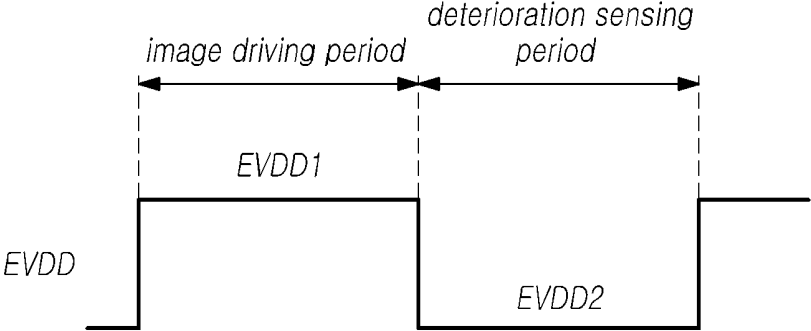 deterioration sensing
image driving period
period
EVDD1
EVDD
EVDD2